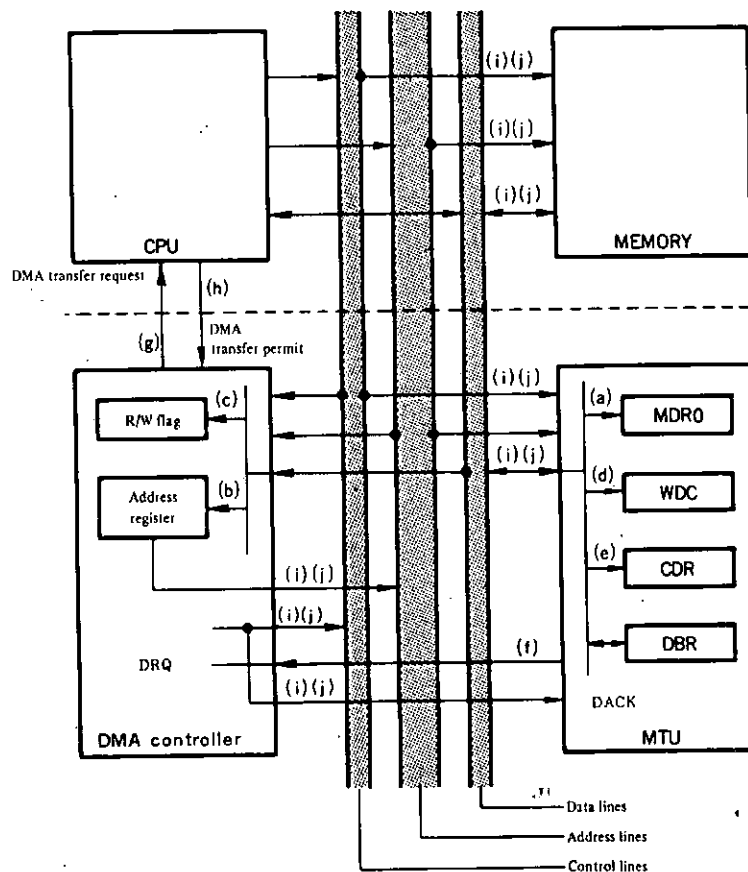 (i)(j)
(i)(j)
(i)(j)
CPU
MEMORY
DMA transfer request
(h)
(g)
DMA
transfer permit
(i)(j)
(c)
R/W flag
(a)
MDR0
(i)(j)
(b)
Address
register
(d)
WDC
(e)
CDR
(i)(j)
(i)(j)
DRQ
(f)
DBR
(i)(j)
DACK
DMA controller
MTU
Data lines
Address lines
Control lines